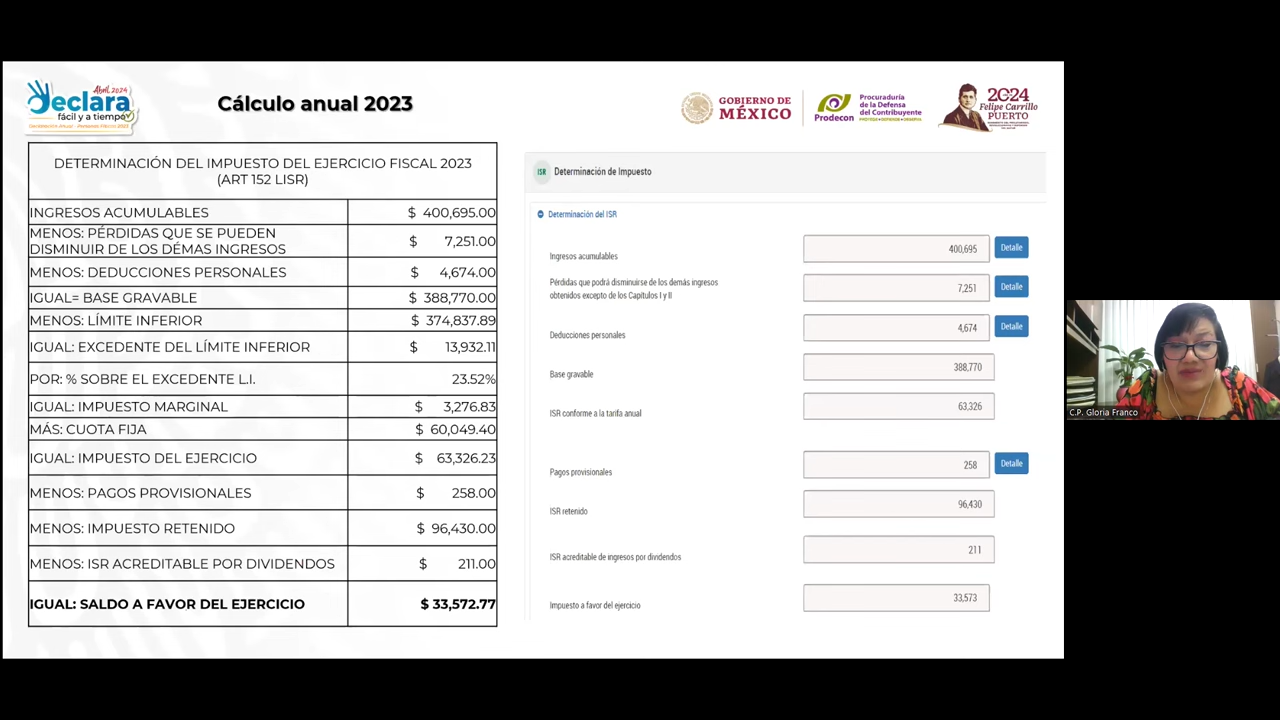 Abril 2024
Declara
fácil y a tiempo
Declaración Anual - Personas Físicas 2023
Cálculo anual 2023
GOBIERNO DE
MÉXICO
Prodecon
Procuraduría
de la Defensa
del Contribuyente
2024
Felipe Carrillo
PUERTO
DETERMINACIÓN DEL IMPUESTO DEL EJERCICIO FISCAL 2023
(ART 152 LISR)
INGRESOS ACUMULABLES $ 400,695.00
MENOS: PÉRDIDAS QUE SE PUEDEN
DISMINUIR DE LOS DÉMAS INGRESOS $ 7,251.00
MENOS: DEDUCCIONES PERSONALES $ 4,674.00
IGUAL= BASE GRAVABLE $ 388,770.00
MENOS: LÍMITE INFERIOR $ 374,837.89
IGUAL: EXCEDENTE DEL LÍMITE INFERIOR $ 13,932.11
POR: % SOBRE EL EXCEDENTE L.I. 23.52%
IGUAL: IMPUESTO MARGINAL $ 3,276.83
MÁS: CUOTA FIJA $ 60,049.40
IGUAL: IMPUESTO DEL EJERCICIO $ 63,326.23
MENOS: PAGOS PROVISIONALES $ 258.00
MENOS: IMPUESTO RETENIDO $ 96,430.00
MENOS: ISR ACREDITABLE POR DIVIDENDOS $ 211.00
IGUAL: SALDO A FAVOR DEL EJERCICIO $ 33,572.77
ISR Determinación de Impuesto
Determinación del ISR
Ingresos acumulables 400,695 Detalle
Pérdidas que podrá disminuirse de los demás ingresos
obtenidos excepto de los Capítulos I y II 7,251 Detalle
Deducciones personales 4,674 Detalle
Base gravable 388,770
ISR conforme a la tarifa anual 63,326
Pagos provisionales 258 Detalle
ISR retenido 96,430
ISR acreditable de ingresos por dividendos 211
Impuesto a favor del ejercicio 33,573
C.P. Gloria Franco